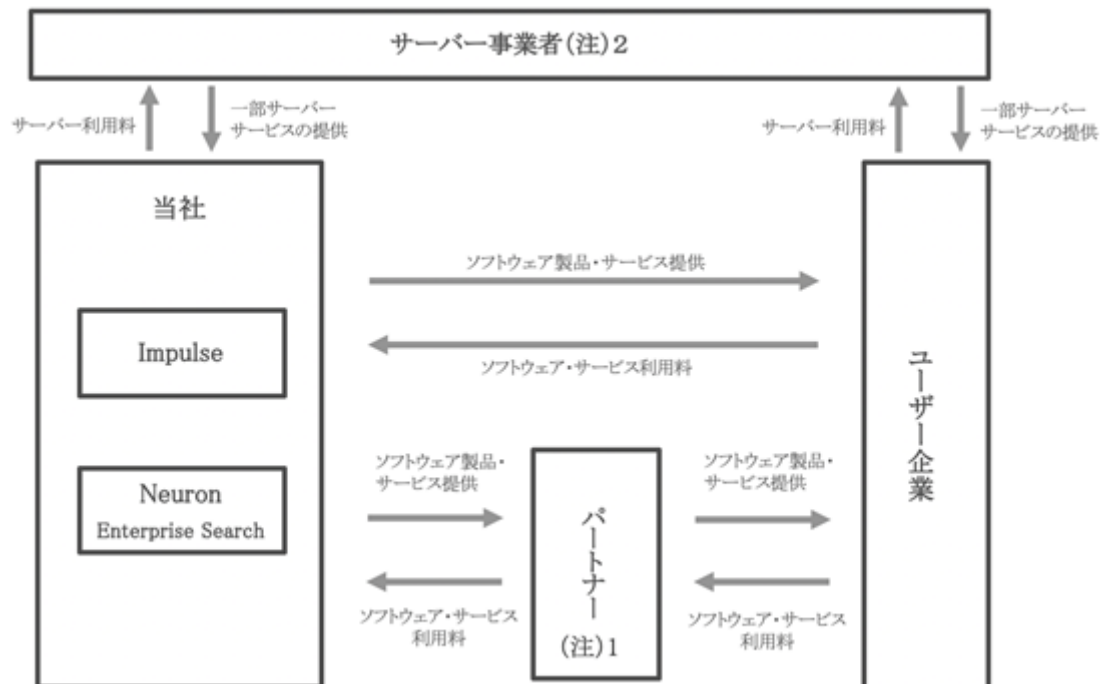 サーバー事業者(注)2
サーバー利用料
一部サーバー
サービスの提供
サーバー利用料
一部サーバー
サービスの提供
当社
ソフトウェア製品・サービス提供
Impulse
ソフトウェア・サービス利用料
ユーザー企業
Neuron
Enterprise Search
ソフトウェア製品・
サービス提供
パートナー
(注)1
ソフトウェア製品・
サービス提供
ソフトウェア・サービス
利用料
ソフトウェア・サービス
利用料